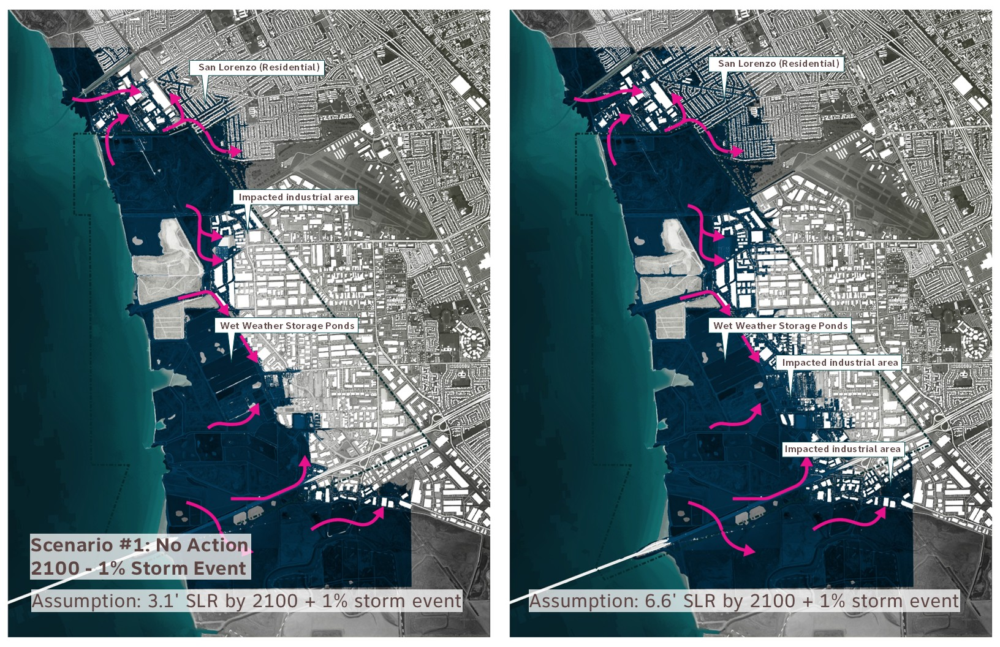 San Lorenzo (Residential)
Impacted industrial area
Wet Weather Storage Ponds
Scenario #1: No Action
2100 - 1% Storm Event
Assumption: 3.1' SLR by 2100 + 1% storm event
San Lorenzo (Residential)
Wet Weather Storage Ponds
Impacted industrial area
Impacted industrial area
Assumption: 6.6' SLR by 2100 + 1% storm event